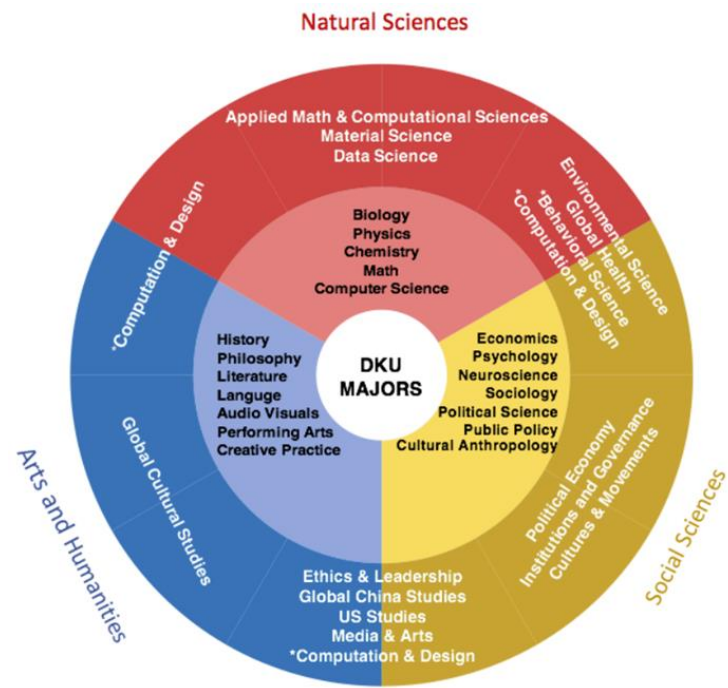 Natural Sciences
Applied Math & Computational Sciences
Material Science
Data Science
Environmental Science
Global Health
*Behavioral Science
*Computation & Design
*Computation & Design
Biology
Physics
Chemistry
Math
Computer Science
History
Philosophy
Literature
Languge
Audio Visuals
Performing Arts
Creative Practice
DKU
MAJORS
Economics
Psychology
Neuroscience
Sociology
Political Science
Public Policy
Cultural Anthropology
Global Cultural Studies
Political Economy
Institutions and Governance
Cultures & Movements
Arts and Humanities
Social Sciences
Ethics & Leadership
Global China Studies
US Studies
Media & Arts
*Computation & Design